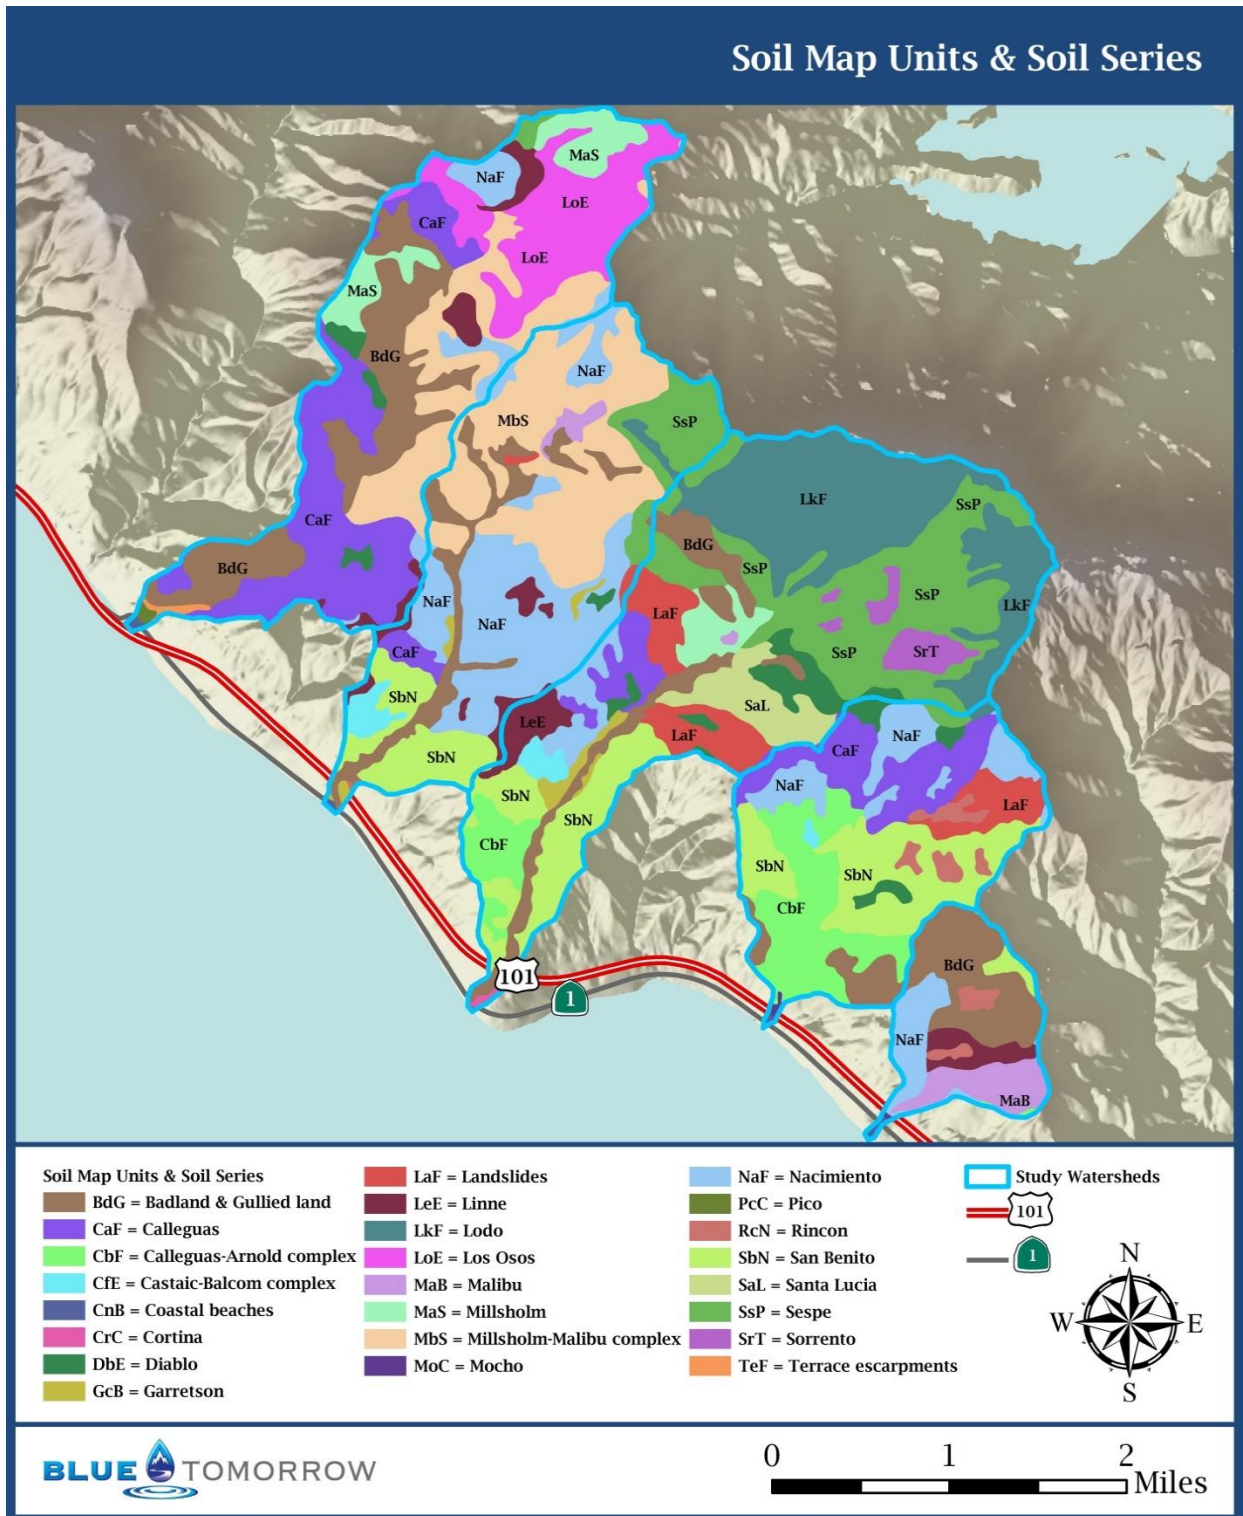 Soil Map Units & Soil Series
MaS
NaF
LoE
CaF
LoE
MaS
BdG
NaF
MbS
SsP
LkF
SsP
CaF
BdG
BdG
SsP
SsP
LkF
NaF
LaF
NaF
CaF
SsP
SrT
SbN
SaL
LeE
LaF
NaF
CaF
SbN
NaF
LaF
SbN
SbN
CbF
SbN
SbN
CbF
BdG
101
1
NaF
MaB
Soil Map Units & Soil Series
BdG = Badland & Gullied land
CaF = Calleguas
CbF = Calleguas-Arnold complex
CfE = Castaic-Balcom complex
CnB = Coastal beaches
CrC = Cortina
DbE = Diablo
GcB = Garretson
LaF = Landslides
LeE = Linne
LkF = Lodo
LoE = Los Osos
MaB = Malibu
MaS = Millsholm
MbS = Millsholm-Malibu complex
MoC = Mocho
NaF = Nacimiento
PcC = Pico
RcN = Rincon
SbN = San Benito
SaL = Santa Lucia
SsP = Sespe
SrT = Sorrento
TeF = Terrace escarpments
Study Watersheds
101
1
N
W E
S
BLUE TOMORROW
0 1 2
Miles